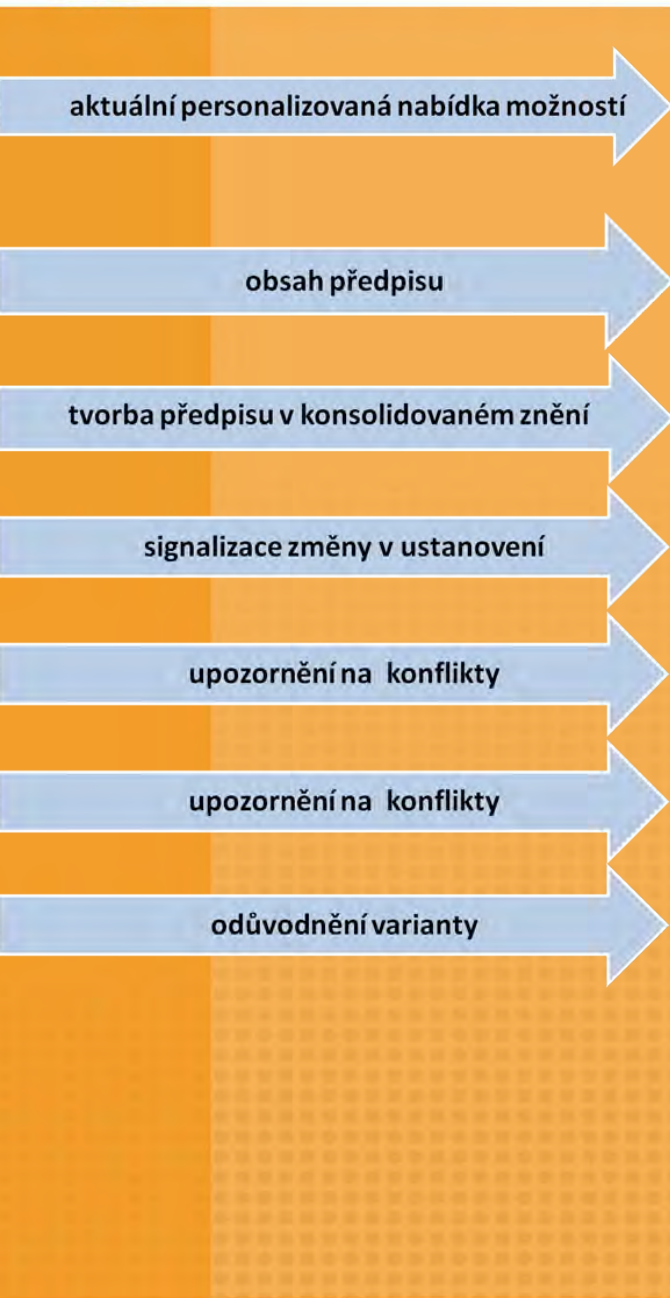 aktuální personalizovaná nabídka možností
obsah předpisu
tvorba předpisu v konsolidovaném znění
signalizace změny v ustanovení
upozornění na konflikty
upozornění na konflikty
odůvodnění varianty